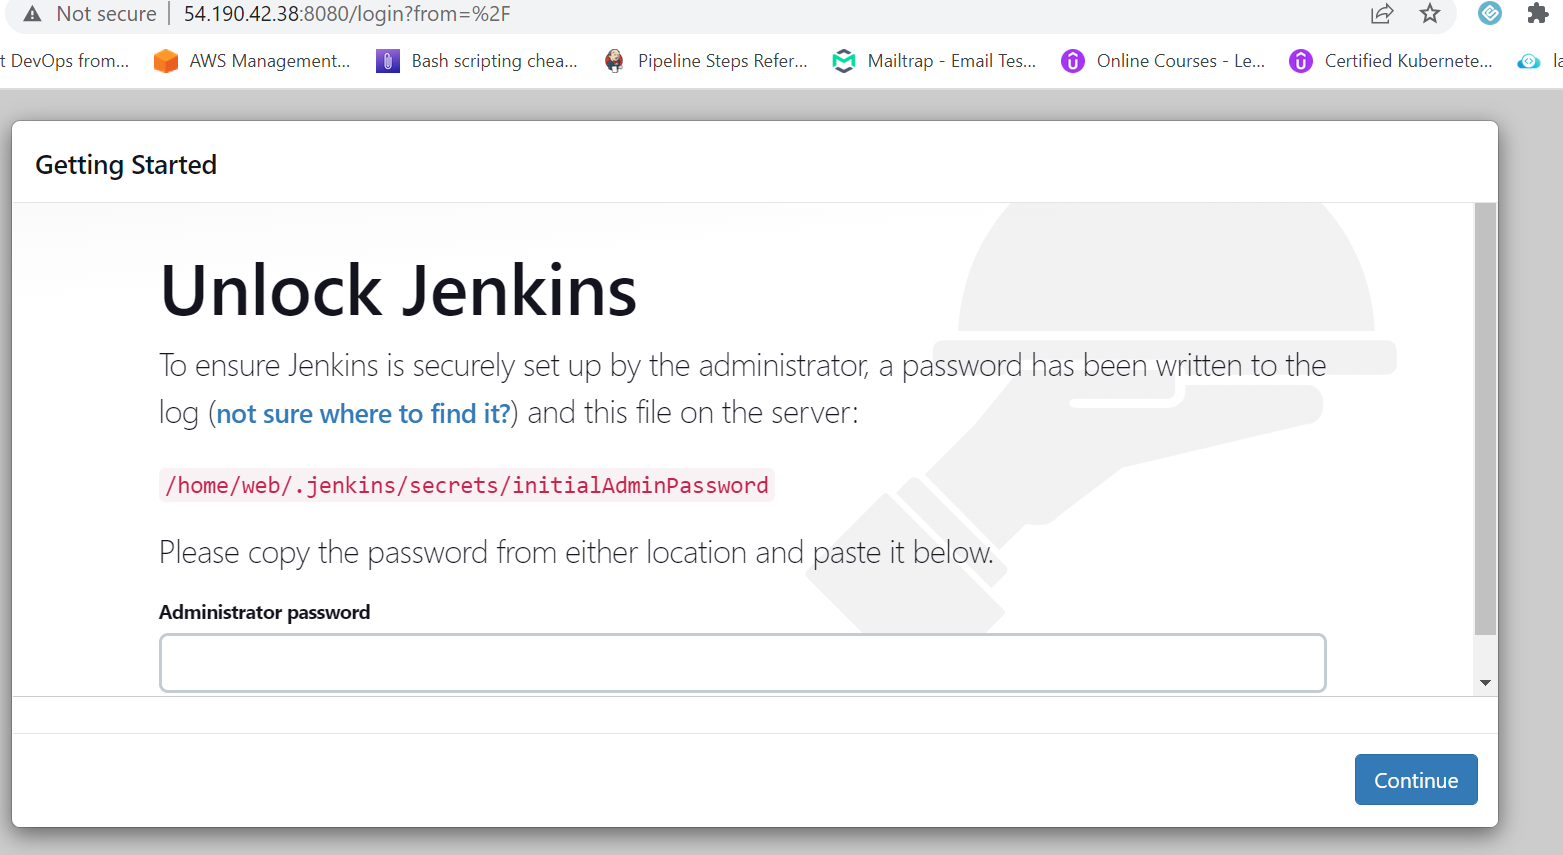 Not secure | 54.190.42.38:8080/login?from=%2F
t DevOps from... AWS Management... Bash scripting chea... Pipeline Steps Refer... Mailtrap - Email Tes... Online Courses - Le... Certified Kubernete... la
Getting Started
Unlock Jenkins
To ensure Jenkins is securely set up by the administrator, a password has been written to the
log (not sure where to find it?) and this file on the server:
/home/web/.jenkins/secrets/initialAdminPassword
Please copy the password from either location and paste it below.
Administrator password
Continue